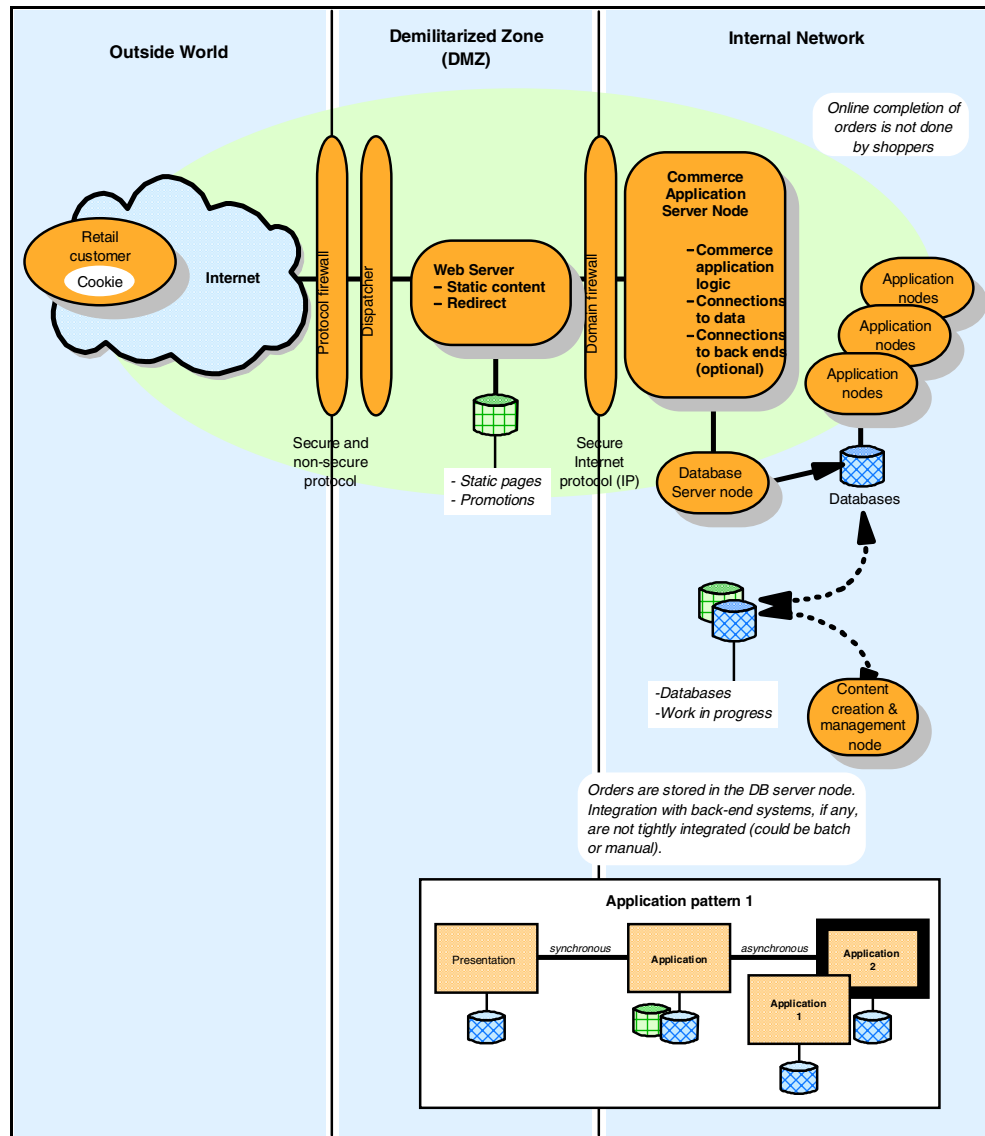 Outside World
Demilitarized Zone
(DMZ)
Internal Network
Online completion of
orders is not done
by shoppers
Retail
customer
Cookie
Internet
Protocol firewall
Dispatcher
Web Server
– Static content
– Redirect
Domain firewall
Commerce
Application
Server Node
– Commerce
application
logic
– Connections
to data
– Connections
to back ends
(optional)
Application
nodes
Application
nodes
Application
nodes
Secure and
non-secure
protocol
- Static pages
- Promotions
Secure
Internet
protocol (IP)
Database
Server node
Databases
-Databases
-Work in progress
Content
creation &
management
node
Orders are stored in the DB server node.
Integration with back-end systems, if any,
are not tightly integrated (could be batch
or manual).
Application pattern 1
Presentation
synchronous
Application
asynchronous
Application
2
Application
1